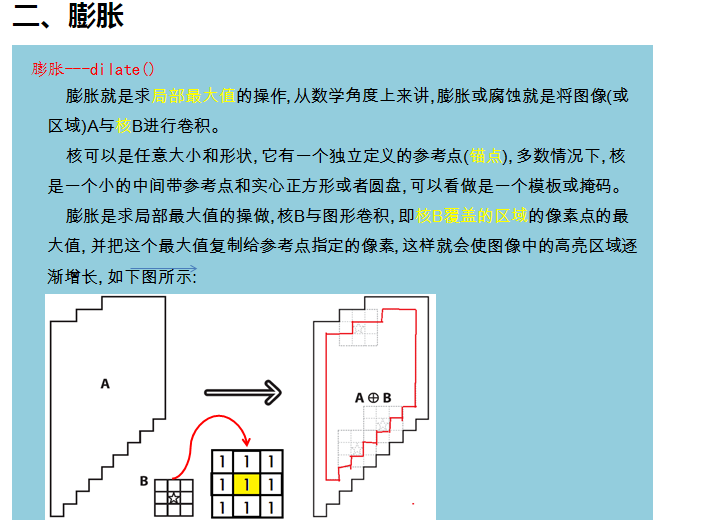 二、膨胀
膨胀---dilate()
膨胀就是求局部最大值的操作,从数学角度上来讲,膨胀或腐蚀就是将图像(或
区域)A与核B进行卷积。
核可以是任意大小和形状,它有一个独立定义的参考点(锚点),多数情况下,核
是一个小的中间带参考点和实心正方形或者圆盘,可以看做是一个模板或掩码。
膨胀是求局部最大值的操做,核B与图形卷积,即核B覆盖的区域的像素点的最
大值,并把这个最大值复制给参考点指定的像素,这样就会使图像中的高亮区域逐
渐增长,如下图所示:
A
A⊕B
B
1 1 1
1 1 1
1 1 1